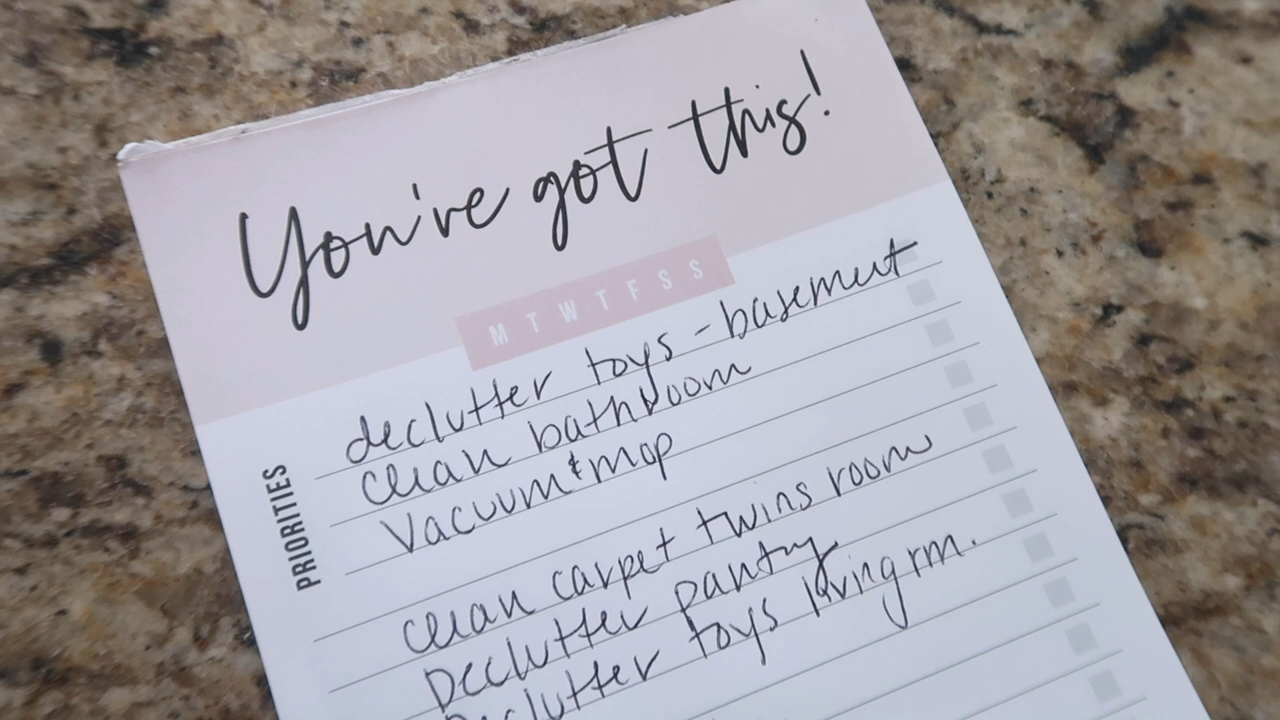 You've got this!
M T W T F S S
PRIORITIES
declutter toys - basement
clean bathroom
Vacuum & mop
clean carpet twins room
Declutter pantry
Declutter toys living rm.